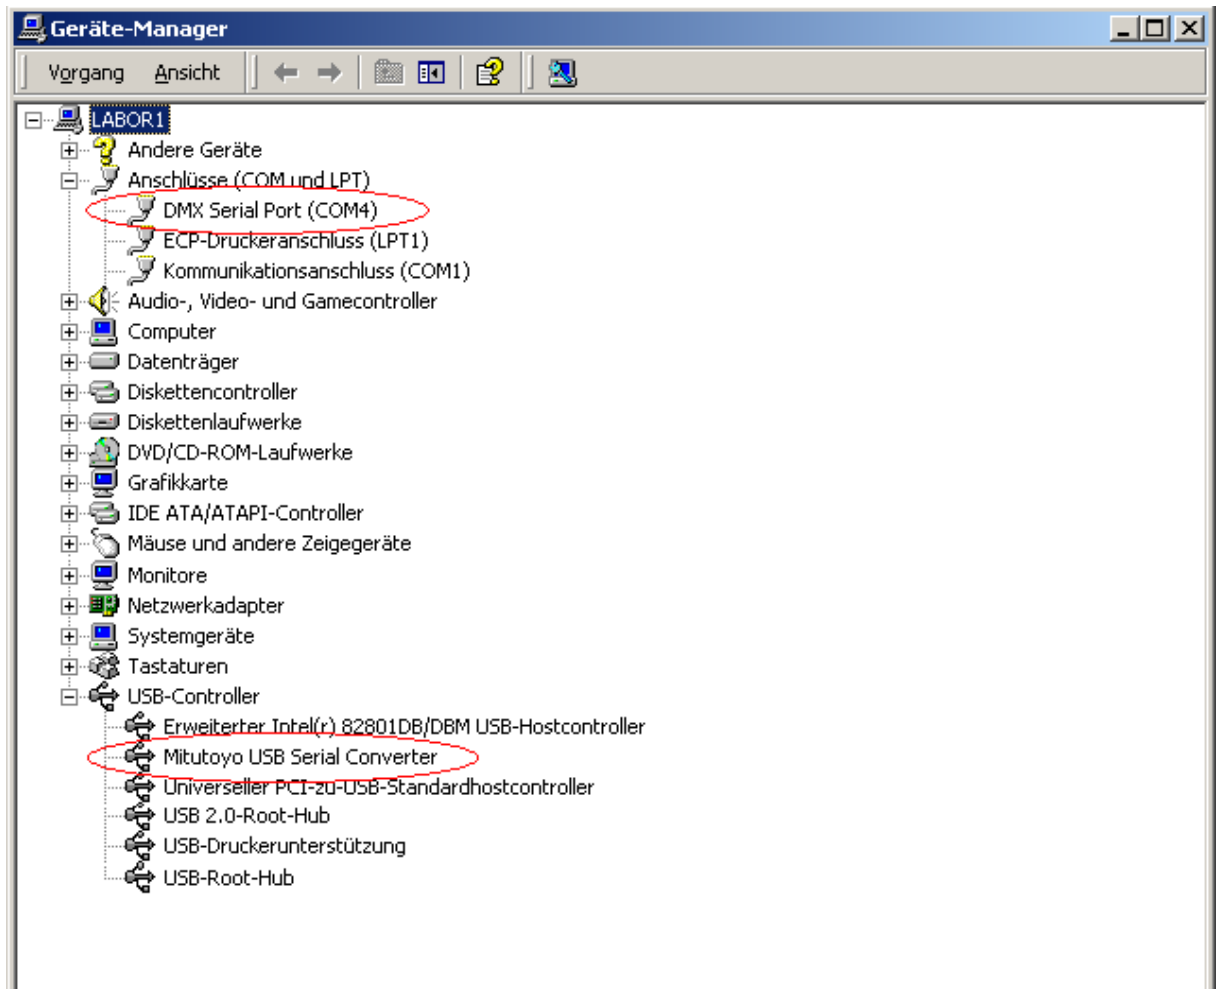 Geräte-Manager
Vorgang Ansicht
LABOR1
Andere Geräte
Anschlüsse (COM und LPT)
DMX Serial Port (COM4)
ECP-Druckeranschluss (LPT1)
Kommunikationsanschluss (COM1)
Audio-, Video- und Gamecontroller
Computer
Datenträger
Diskettencontroller
Diskettenlaufwerke
DVD/CD-ROM-Laufwerke
Grafikkarte
IDE ATA/ATAPI-Controller
Mäuse und andere Zeigegeräte
Monitore
Netzwerkadapter
Systemgeräte
Tastaturen
USB-Controller
Erweiterter Intel(r) 82801DB/DBM USB-Hostcontroller
Mitutoyo USB Serial Converter
Universeller PCI-zu-USB-Standardhostcontroller
USB 2.0-Root-Hub
USB-Druckerunterstützung
USB-Root-Hub